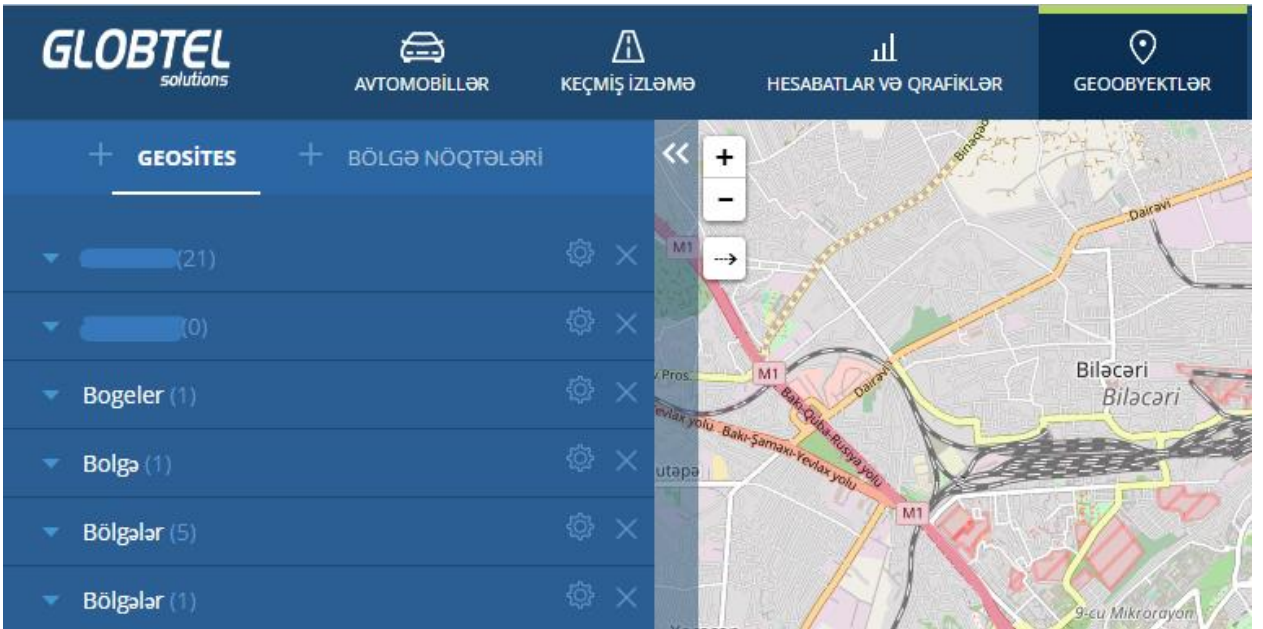 GLOBTEL
solutions
AVTOMOBİLLƏR
KEÇMİŞ İZLƏMƏ
HESABATLAR VƏ QRAFİKLƏR
GEOOBYEKTLƏR
+ GEOSİTES
+ BÖLGƏ NÖQTƏLƏRİ
(21)
(0)
Bogeler (1)
Bolgə (1)
Bölgələr (5)
Bölgələr (1)
+
−
M1
Dairəvi
M1
Dairəvi
Bakı-Quba-Rusiya yolu
Bakı-Şamaxı-Yevlax yolu
Biləcəri
Biləcəri
M1
9-cu Mikrorayon